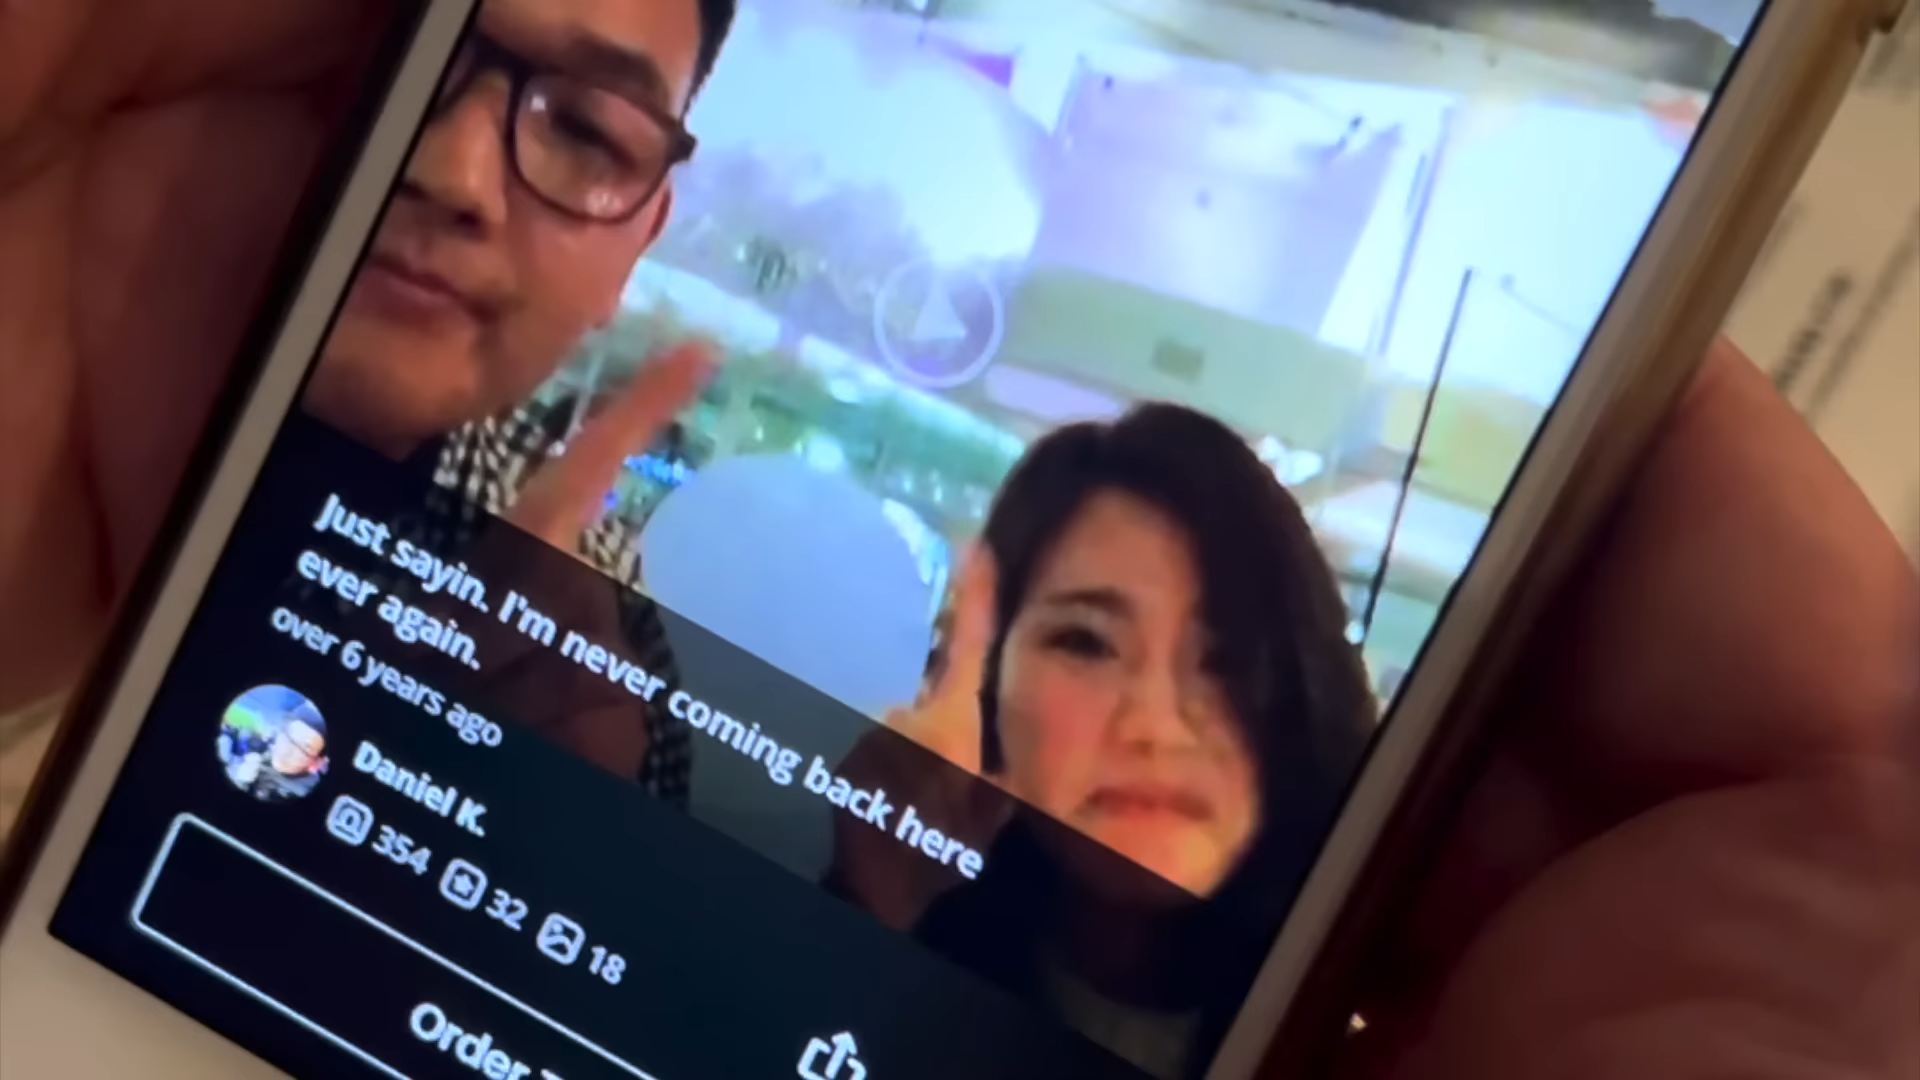 Just sayin. I'm never coming back here
ever again.
over 6 years ago
Daniel K.
354 32 18
Order